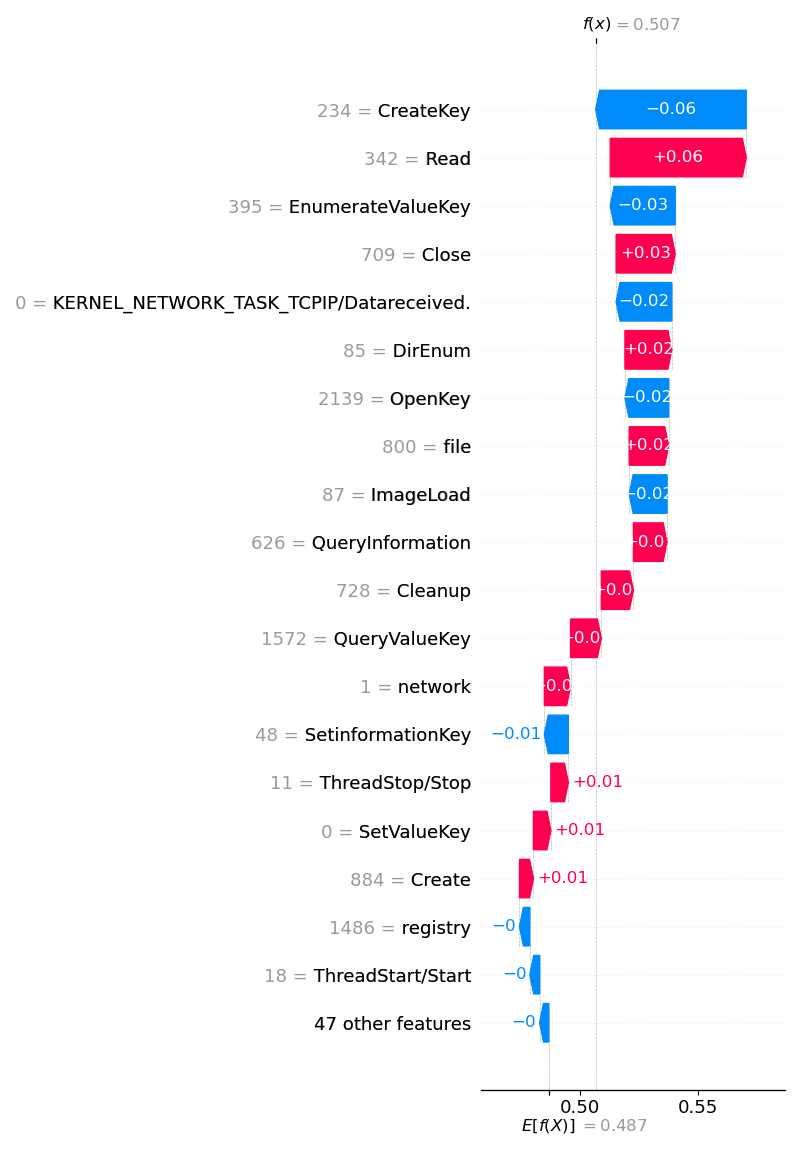 f(x) = 0.507
234 = CreateKey −0.06
342 = Read +0.06
395 = EnumerateValueKey −0.03
709 = Close +0.03
0 = KERNEL_NETWORK_TASK_TCPIP/Datareceived. −0.02
85 = DirEnum +0.02
2139 = OpenKey −0.02
800 = file +0.02
87 = ImageLoad −0.02
626 = QueryInformation
728 = Cleanup
1572 = QueryValueKey
1 = network
48 = SetinformationKey −0.01
11 = ThreadStop/Stop +0.01
0 = SetValueKey +0.01
884 = Create +0.01
1486 = registry −0
18 = ThreadStart/Start −0
47 other features −0
0.50 0.55
E[f(X)] = 0.487